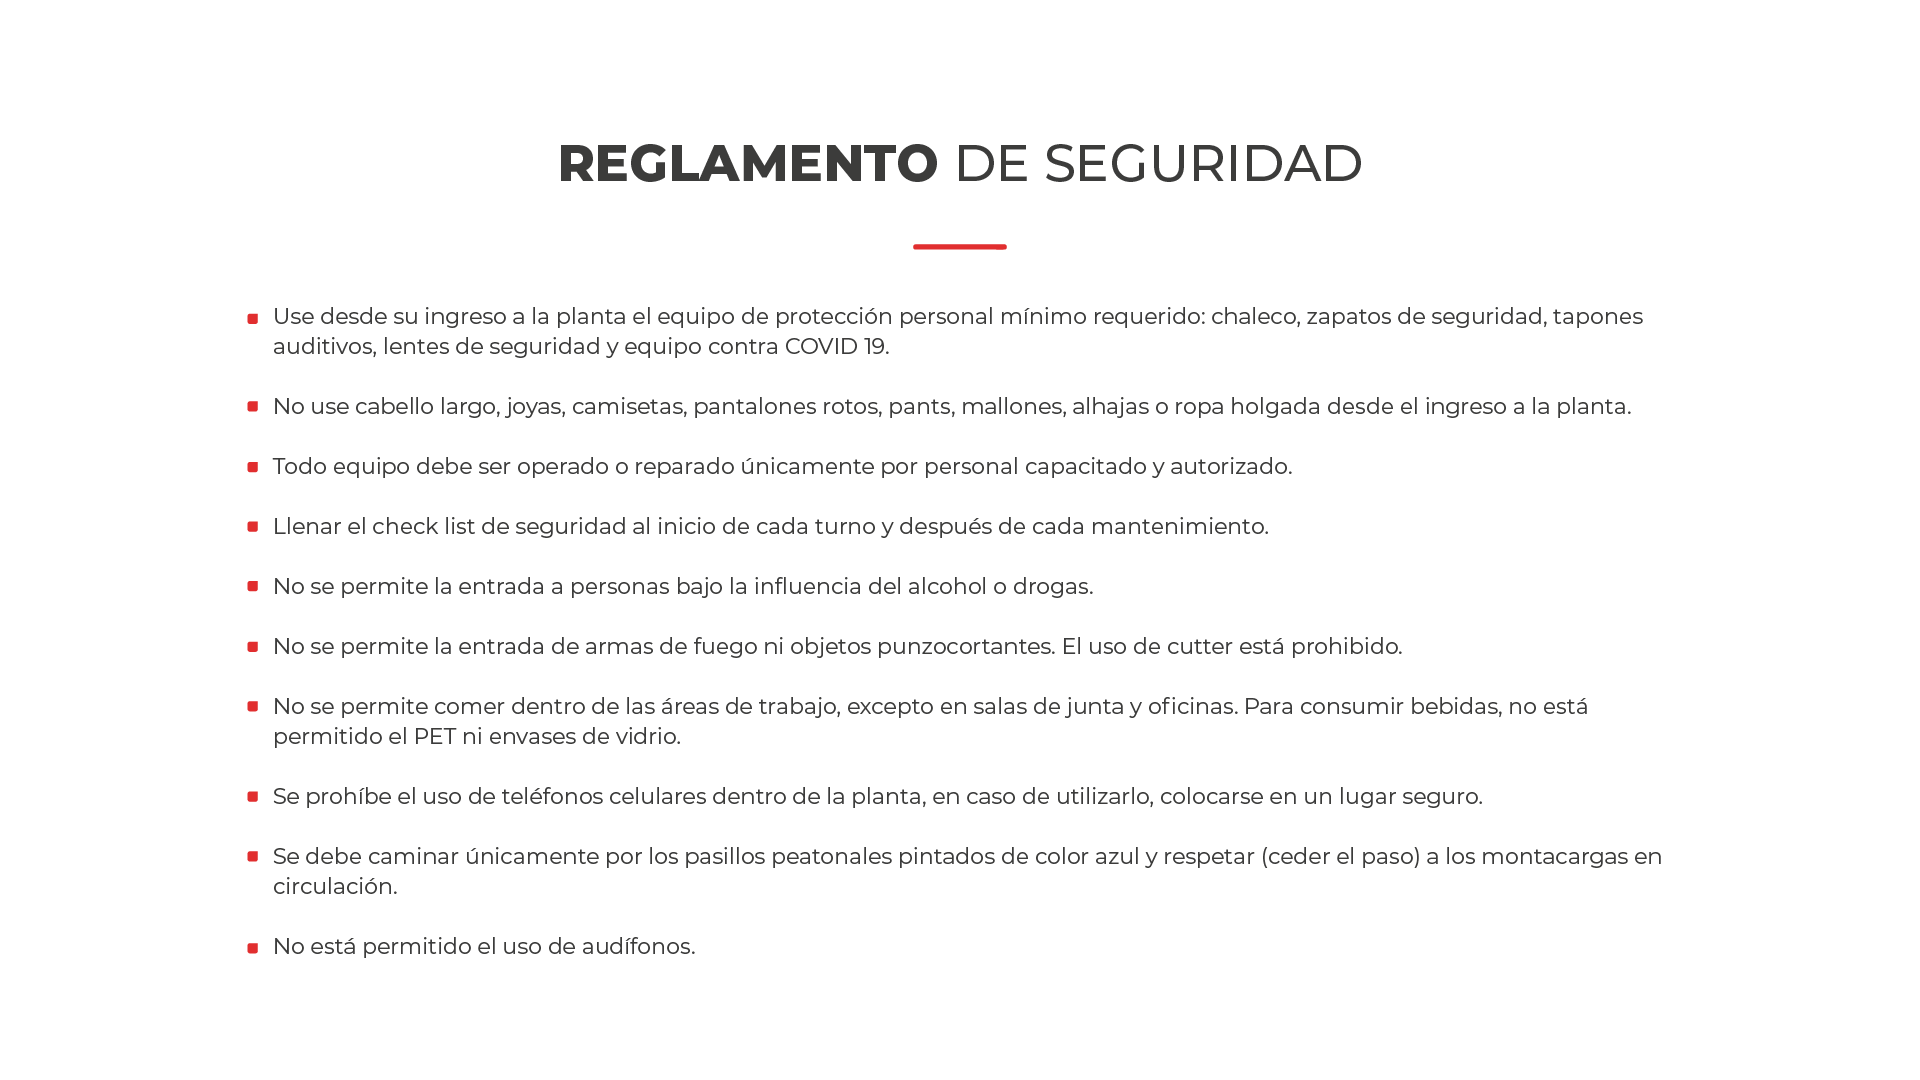 REGLAMENTO DE SEGURIDAD
Use desde su ingreso a la planta el equipo de protección personal mínimo requerido: chaleco, zapatos de seguridad, tapones
auditivos, lentes de seguridad y equipo contra COVID 19.
No use cabello largo, joyas, camisetas, pantalones rotos, pants, mallones, alhajas o ropa holgada desde el ingreso a la planta.
Todo equipo debe ser operado o reparado únicamente por personal capacitado y autorizado.
Llenar el check list de seguridad al inicio de cada turno y después de cada mantenimiento.
No se permite la entrada a personas bajo la influencia del alcohol o drogas.
No se permite la entrada de armas de fuego ni objetos punzocortantes. El uso de cutter está prohibido.
No se permite comer dentro de las áreas de trabajo, excepto en salas de junta y oficinas. Para consumir bebidas, no está
permitido el PET ni envases de vidrio.
Se prohíbe el uso de teléfonos celulares dentro de la planta, en caso de utilizarlo, colocarse en un lugar seguro.
Se debe caminar únicamente por los pasillos peatonales pintados de color azul y respetar (ceder el paso) a los montacargas en
circulación.
No está permitido el uso de audífonos.